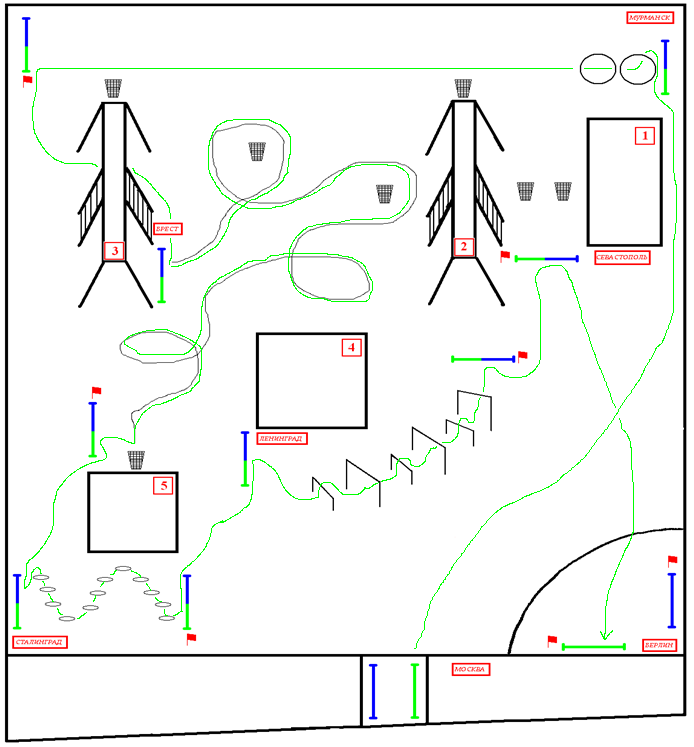 МУРМАНСК
1
БРЕСТ
3
2
СЕВАСТОПОЛЬ
4
ЛЕНИНГРАД
5
СТАЛИНГРАД
БЕРЛИН
МОСКВА